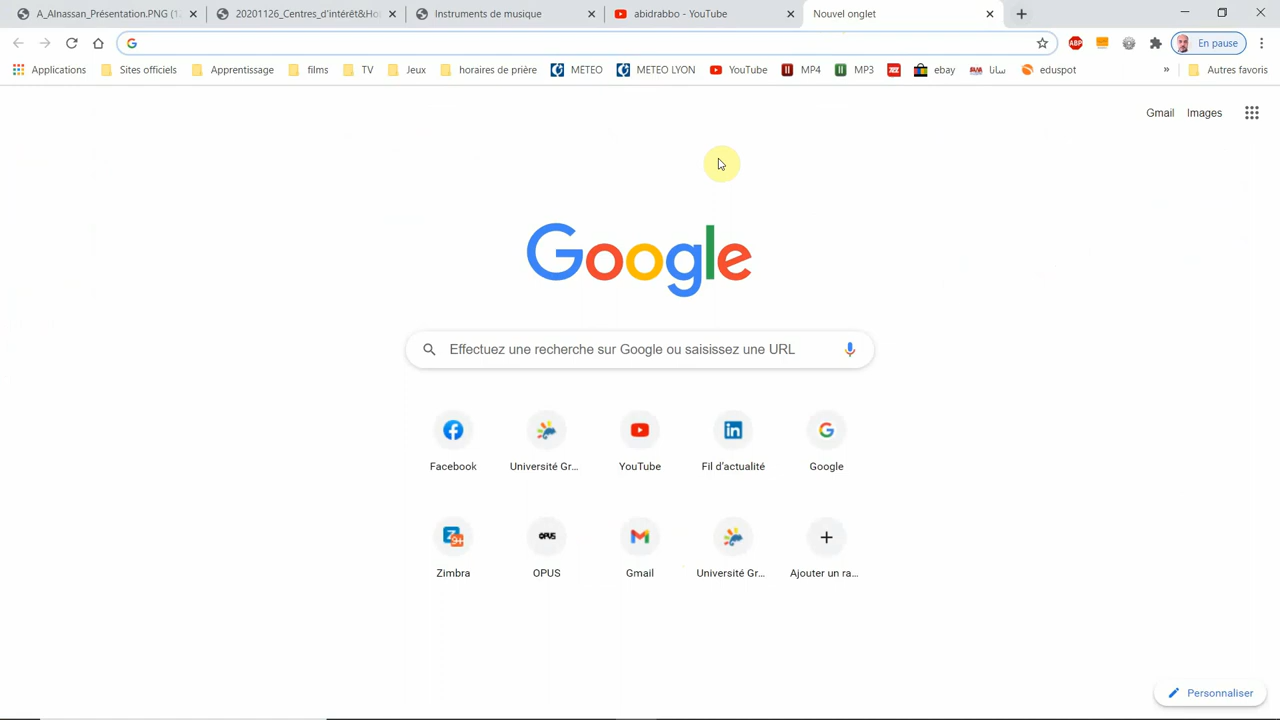 A_Alnassan_Présentation.PNG (1
20201126_Centres_d'intérêt&Ho
Instruments de musique
abidrabbo - YouTube
Nouvel onglet
En pause
Applications
Sites officiels
Apprentissage
films
TV
Jeux
horaires de prière
METEO
METEO LYON
YouTube
MP4
MP3
ebay
سانا
eduspot
»
Autres favoris
Gmail
Images
Google
Effectuez une recherche sur Google ou saisissez une URL
Facebook
Université Gr...
YouTube
Fil d'actualité
Google
Zimbra
OPUS
Gmail
Université Gr...
Ajouter un ra...
Personnaliser